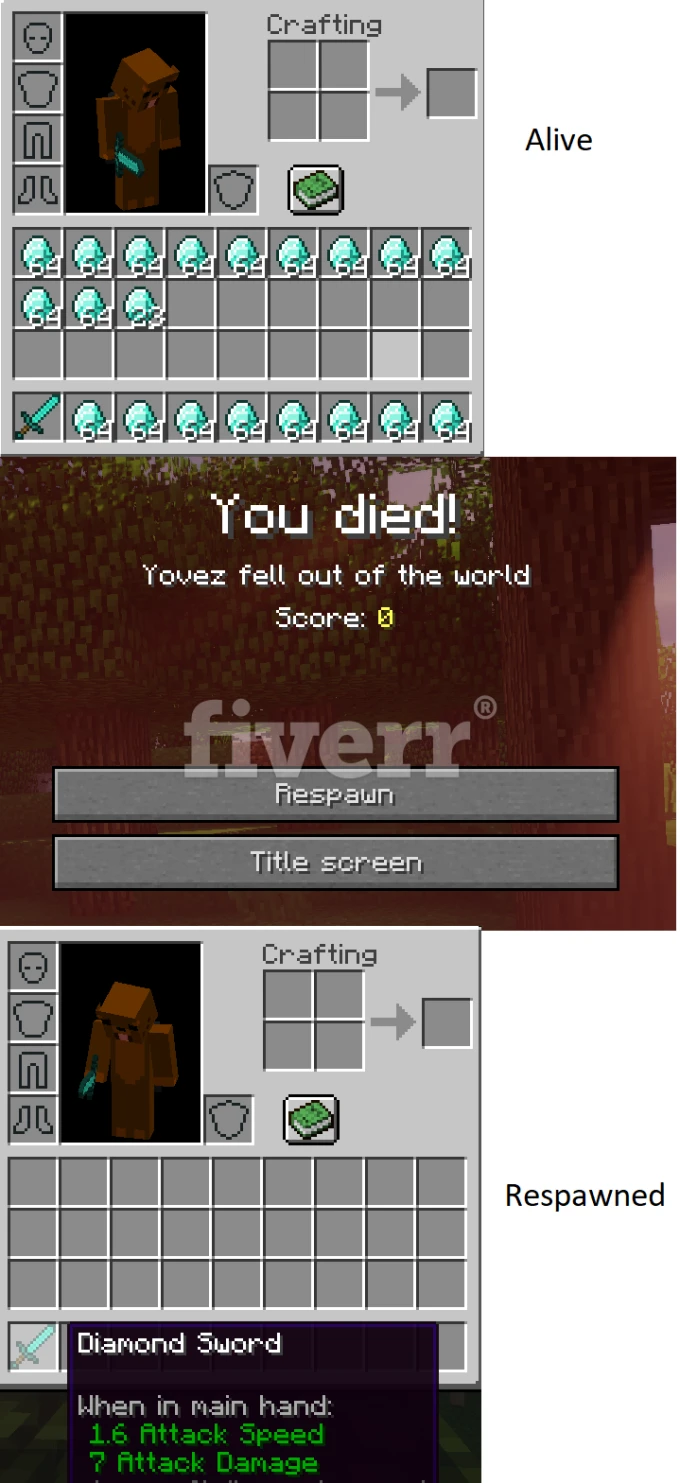 Crafting
Alive
64 64 64 64 64 64 64 64 64
64 64 23
64 64 64 64 64 64 64 64
You died!
Yovez fell out of the world
Score: 0
fiverr®
Respawn
Title screen
Crafting
Respawned
Diamond Sword
When in main hand:
1.6 Attack Speed
7 Attack Damage